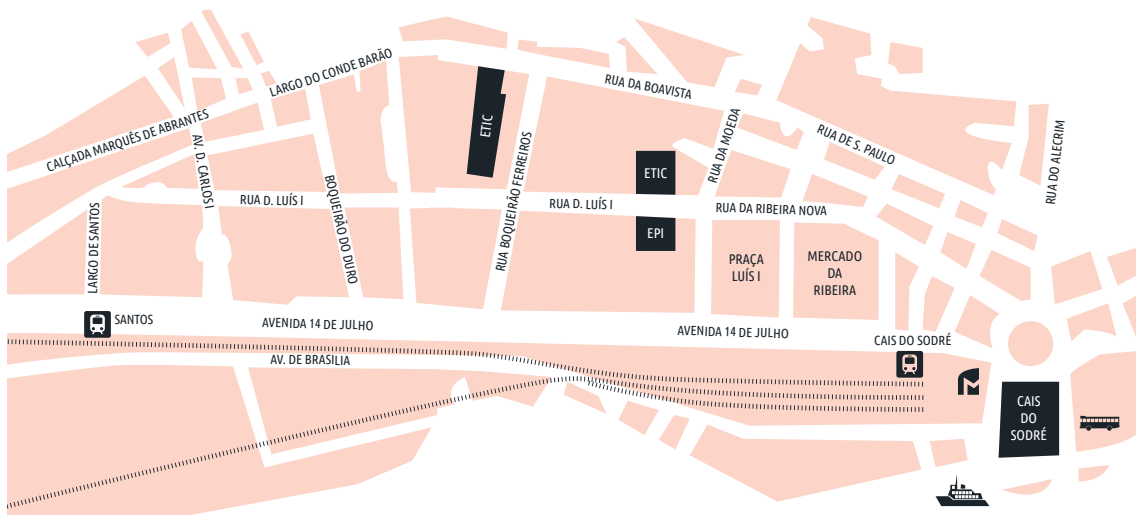 LARGO DO CONDE BARÃO
CALÇADA MARQUÊS DE ABRANTES
AV. D. CARLOS I
RUA DA BOAVISTA
RUA DA MOEDA
RUA DE S. PAULO
RUA DO ALECRIM
ETIC
ETIC
EPI
RUA BOQUEIRÃO FERREIROS
BOQUEIRÃO DO DURO
LARGO DE SANTOS
RUA D. LUÍS I
RUA D. LUÍS I
RUA DA RIBEIRA NOVA
PRAÇA
LUÍS I
MERCADO
DA
RIBEIRA
SANTOS
AVENIDA 14 DE JULHO
AVENIDA 14 DE JULHO
CAIS DO SODRÉ
AV. DE BRASILIA
CAIS
DO
SODRÉ